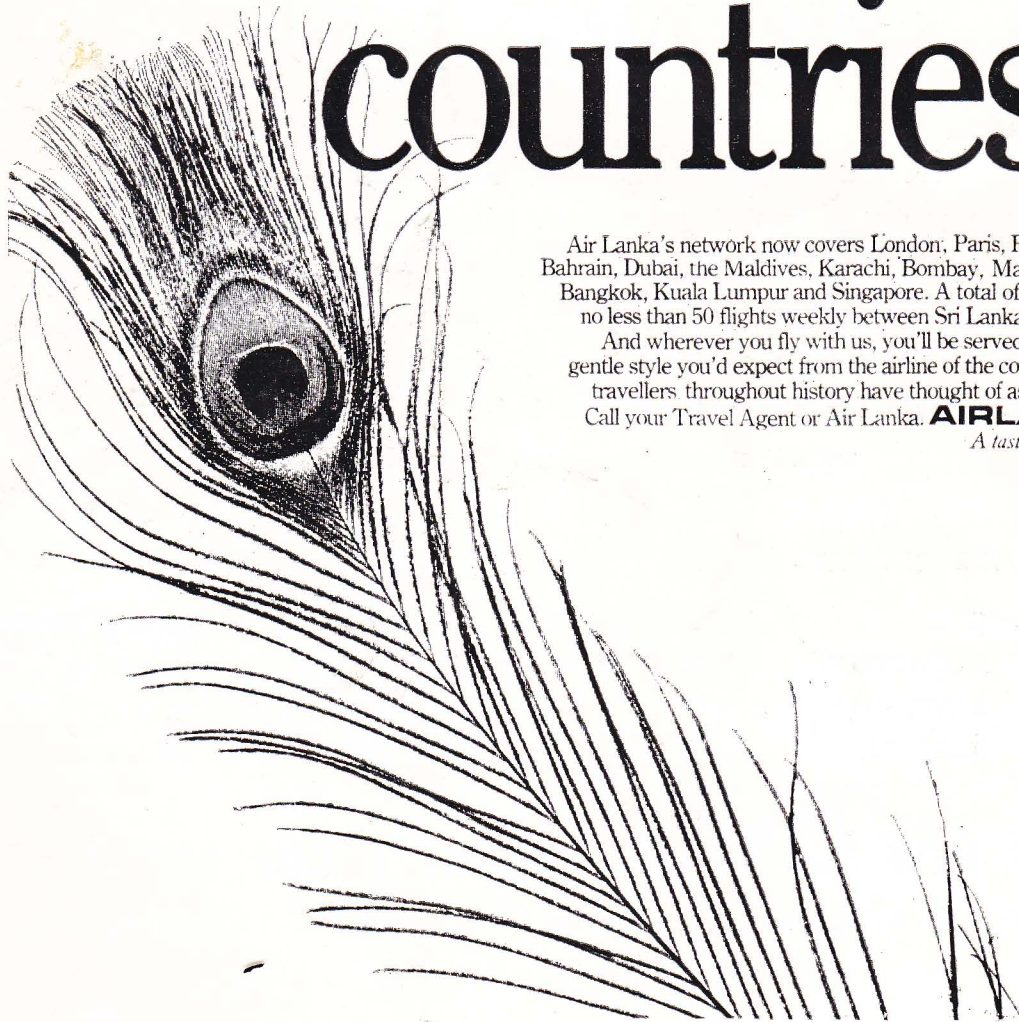 countries
Air Lanka's network now covers London, Paris,
Bahrain, Dubai, the Maldives, Karachi, Bombay,
Bangkok, Kuala Lumpur and Singapore. A total of
no less than 50 flights weekly between Sri Lanka
And wherever you fly with us, you'll be served
gentle style you'd expect from the airline of the
travellers throughout history have thought of
Call your Travel Agent or Air Lanka.
A